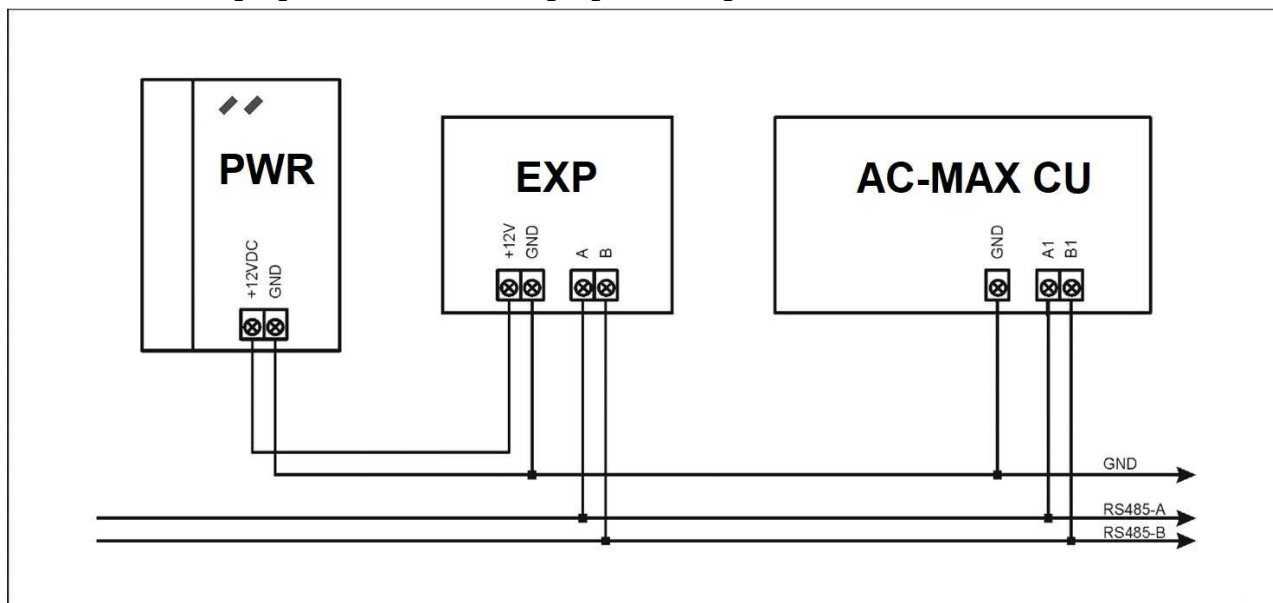 PWR
+12VDC
GND
EXP
+12V
GND
A
B
AC-MAX CU
GND
A1
B1
GND
RS485-A
RS485-B